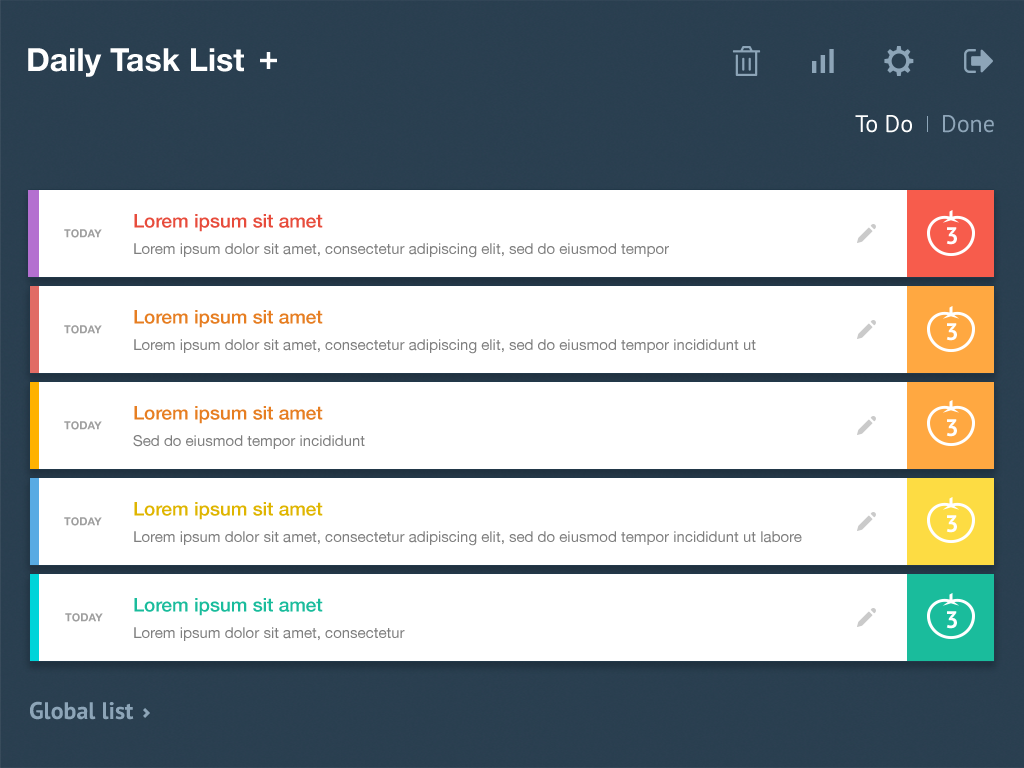 Daily Task List +
To Do | Done
TODAY
Lorem ipsum sit amet
Lorem ipsum dolor sit amet, consectetur adipiscing elit, sed do eiusmod tempor
3
TODAY
Lorem ipsum sit amet
Lorem ipsum dolor sit amet, consectetur adipiscing elit, sed do eiusmod tempor incididunt ut
3
TODAY
Lorem ipsum sit amet
Sed do eiusmod tempor incididunt
3
TODAY
Lorem ipsum sit amet
Lorem ipsum dolor sit amet, consectetur adipiscing elit, sed do eiusmod tempor incididunt ut labore
3
TODAY
Lorem ipsum sit amet
Lorem ipsum dolor sit amet, consectetur
3
Global list ›